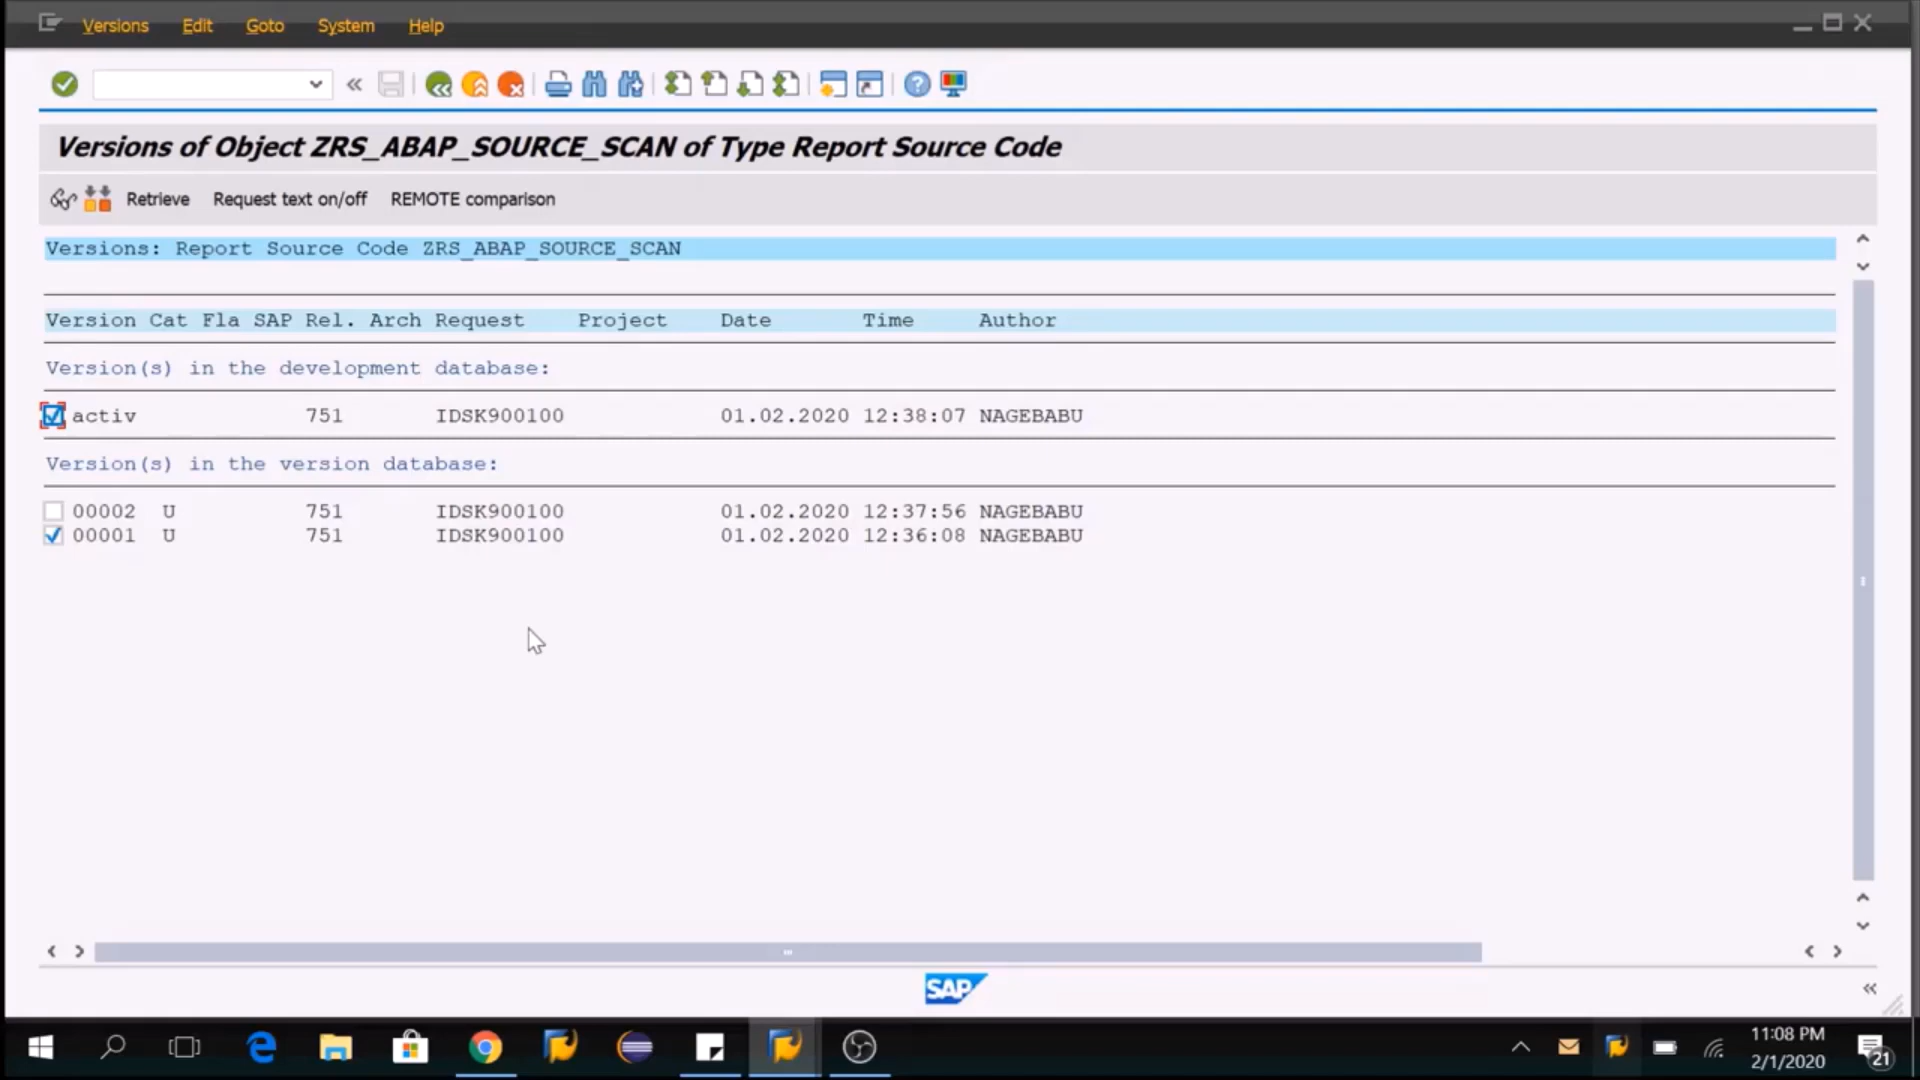 Versions Edit Goto System Help
Versions of Object ZRS_ABAP_SOURCE_SCAN of Type Report Source Code
Retrieve Request text on/off REMOTE comparison
Versions: Report Source Code ZRS_ABAP_SOURCE_SCAN
Version Cat Fla SAP Rel. Arch Request Project Date Time Author
Version(s) in the development database:
activ 751 IDSK900100 01.02.2020 12:38:07 NAGEBABU
Version(s) in the version database:
00002 U 751 IDSK900100 01.02.2020 12:37:56 NAGEBABU
00001 U 751 IDSK900100 01.02.2020 12:36:08 NAGEBABU
SAP
11:08 PM
2/1/2020
21